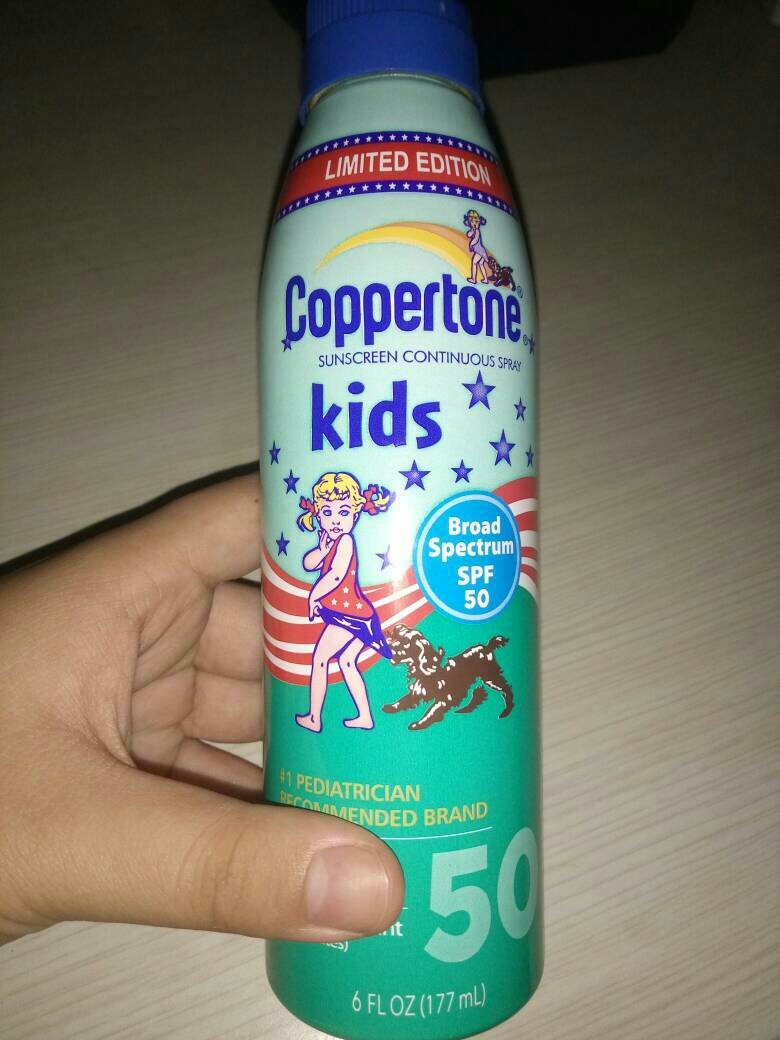 LIMITED EDITION
Coppertone®
SUNSCREEN CONTINUOUS SPRAY
kids
Broad
Spectrum
SPF
50
#1 PEDIATRICIAN
RECOMMENDED BRAND
50
6 FL OZ (177 mL)